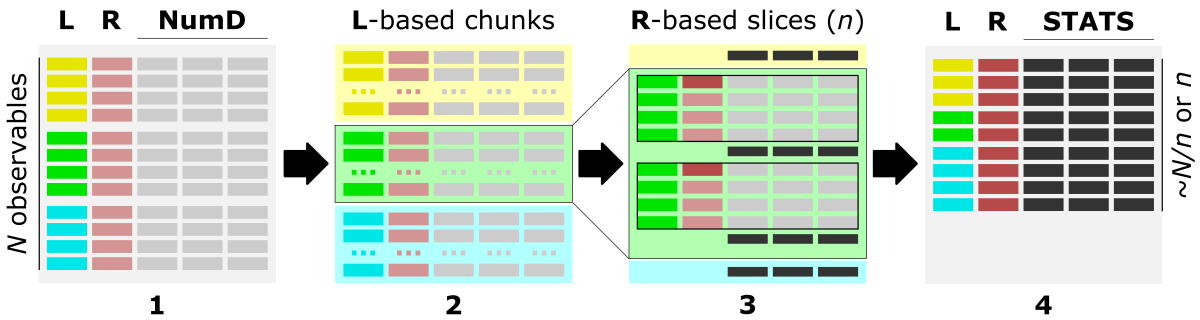 L R NumD
N observables
1
L-based chunks
2
R-based slices (n)
3
L R STATS
~N/n or n
4